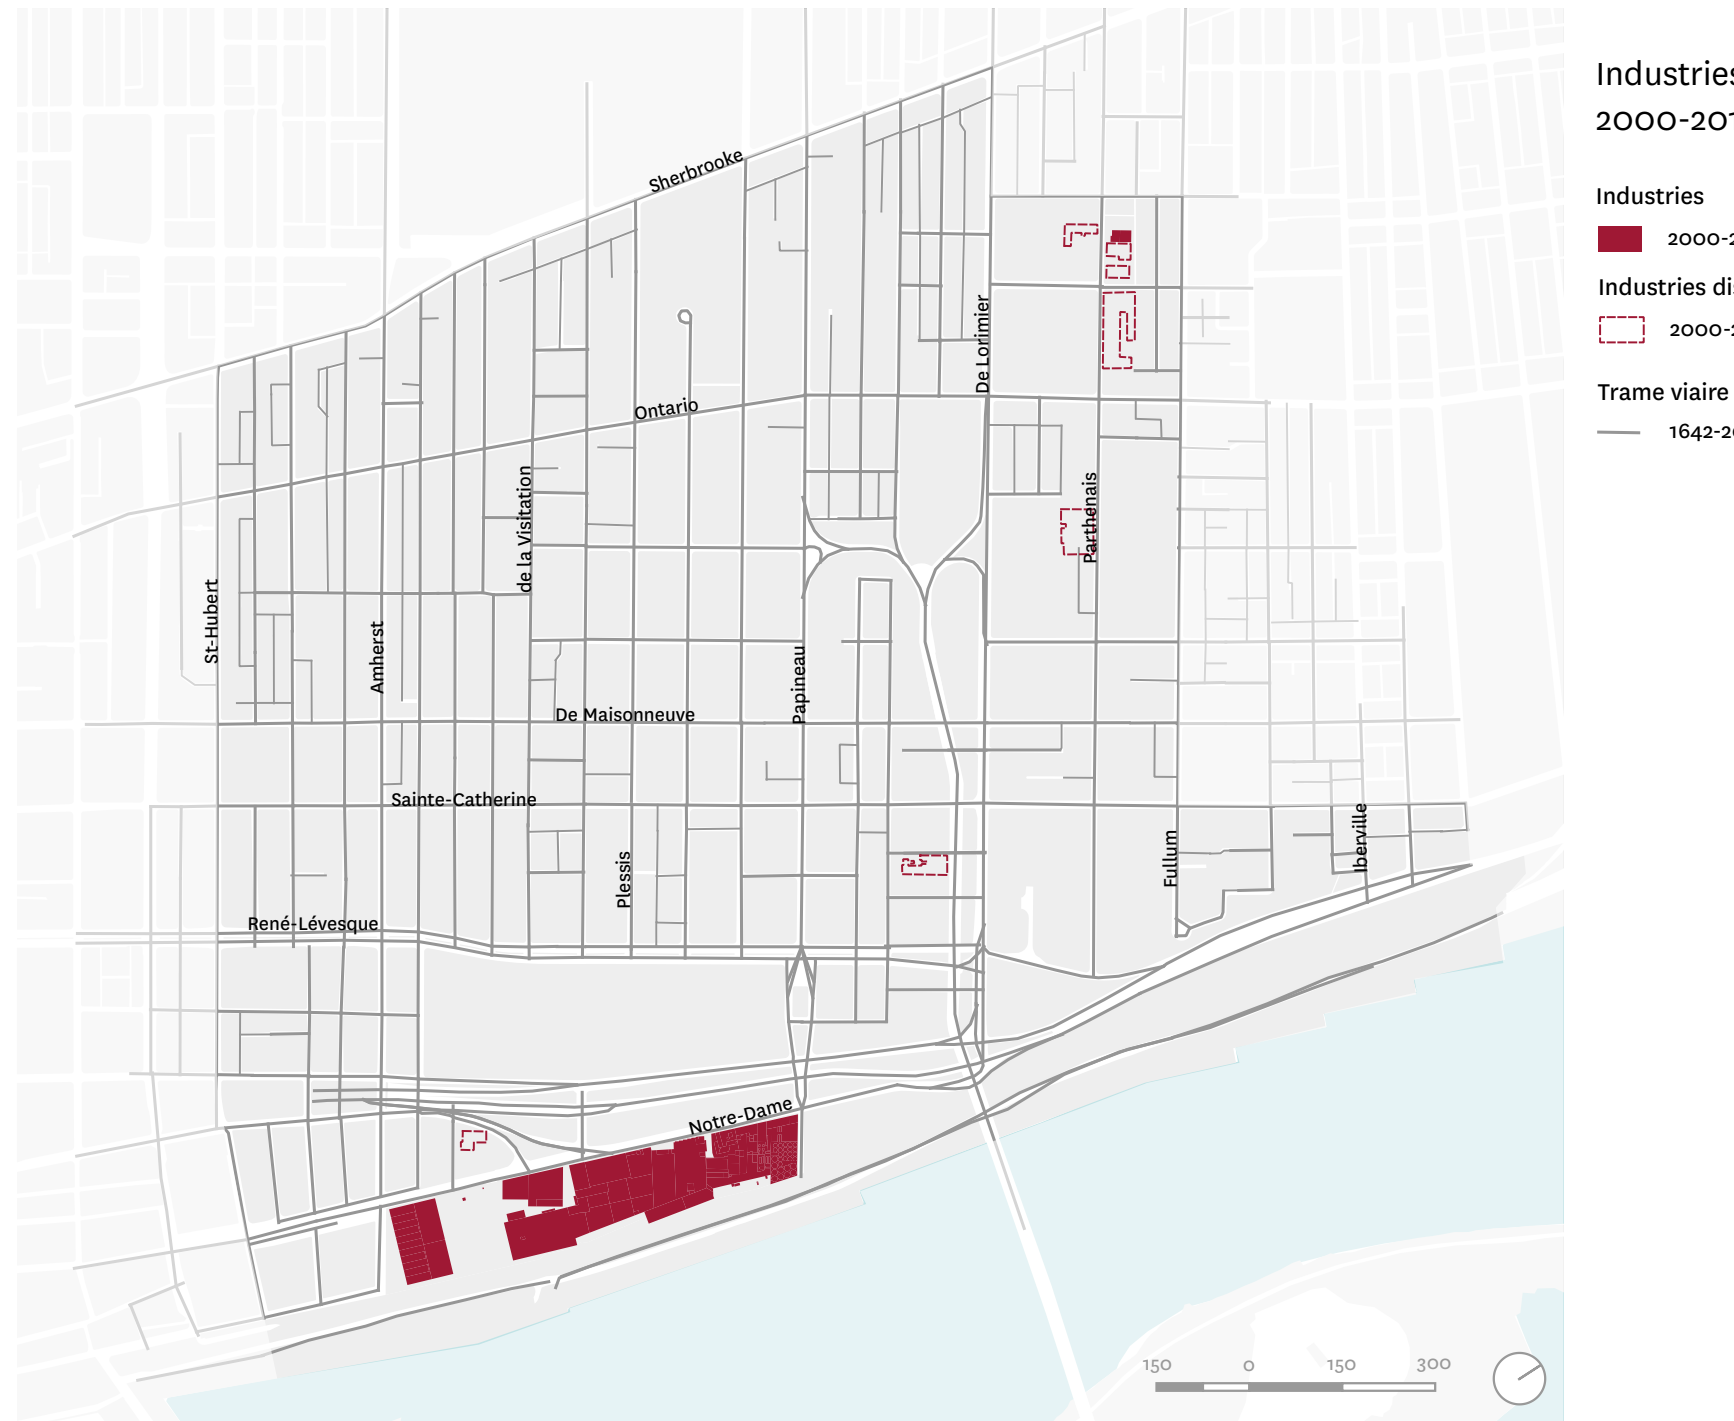 Industries
2000-201
Industries
2000-2
Industries dis
2000-2
Trame viaire
1642-20
Sherbrooke
De Lorimier
Ontario
de la Visitation
Parthenais
St-Hubert
Amherst
Papineau
De Maisonneuve
Sainte-Catherine
Plessis
Fullum
Iberville
René-Lévesque
Notre-Dame
150 0 150 300